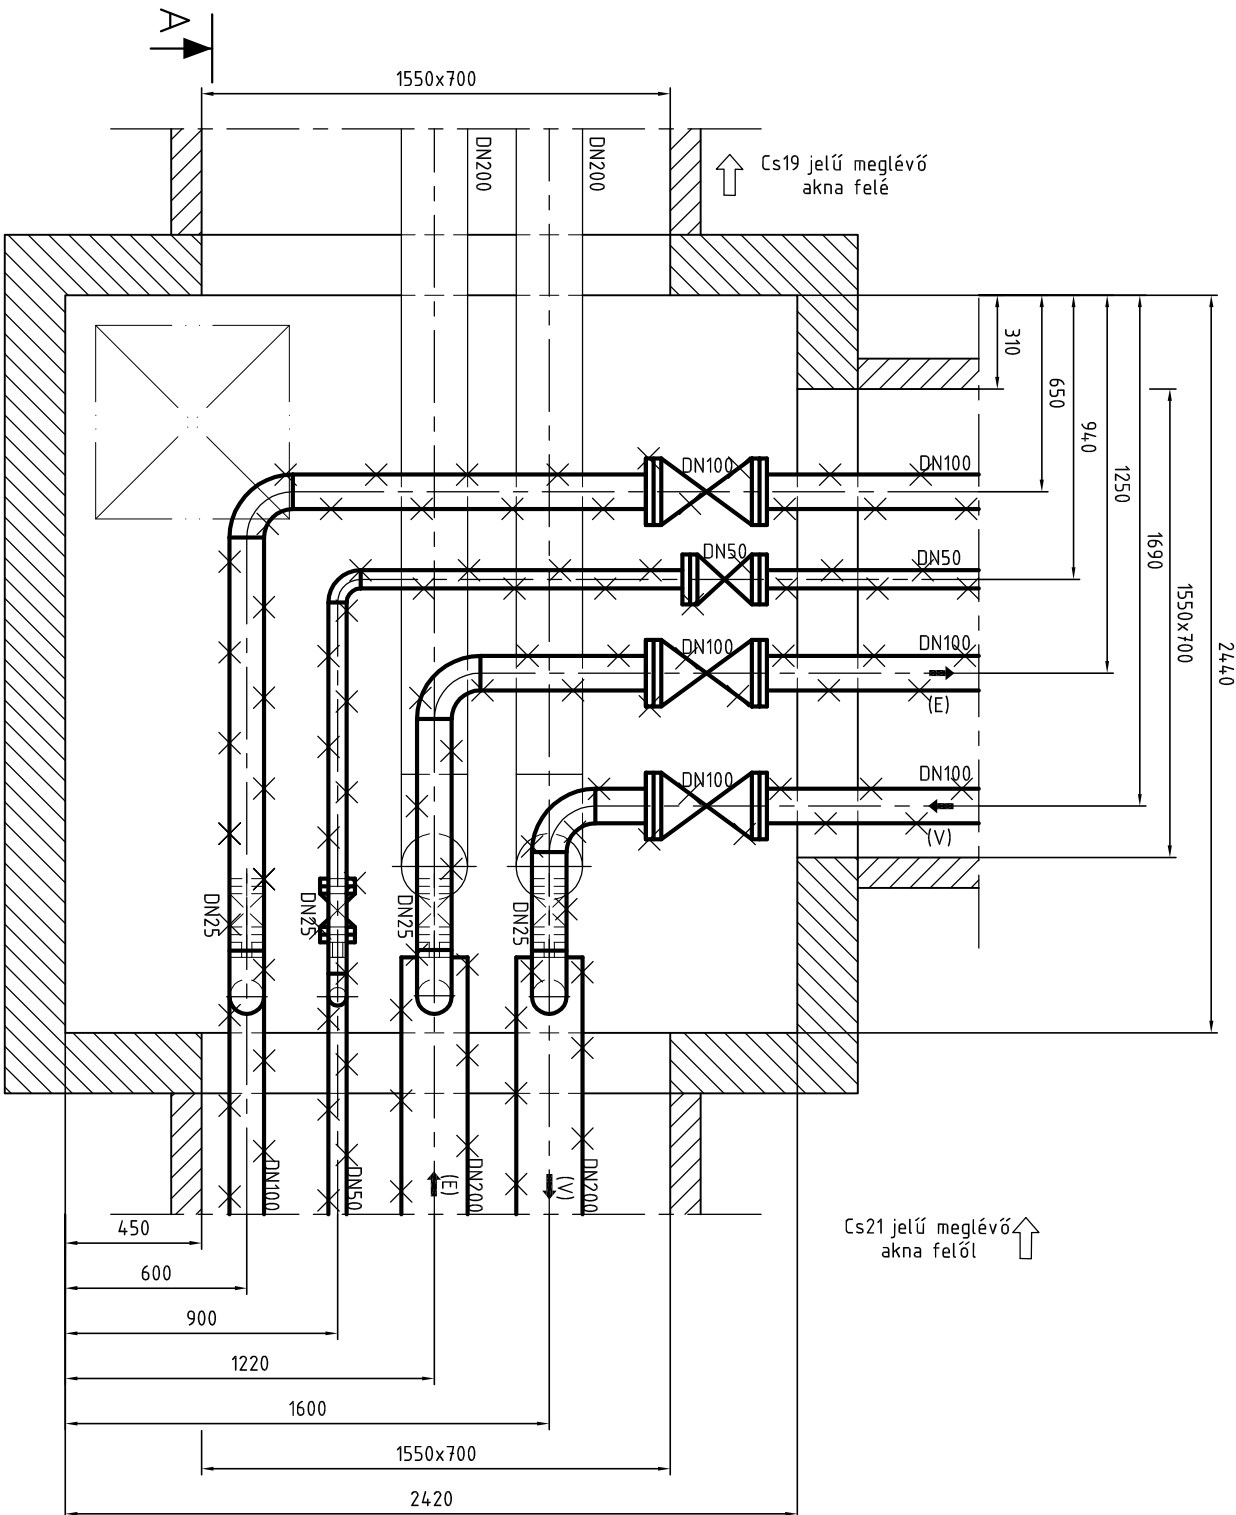 A
1550x700
DN200
DN200
Cs19 jelű meglévő
akna felé
310
650
940
1250
1690
1550x700
2440
DN100
DN100
DN50
DN50
DN100
DN100
(E)
DN100
DN100
(V)
DN25
DN25
DN25
DN25
DN100
DN50
(E)
DN200
(V)
DN200
Cs21 jelű meglévő
akna felől
450
600
900
1220
1600
1550x700
2420